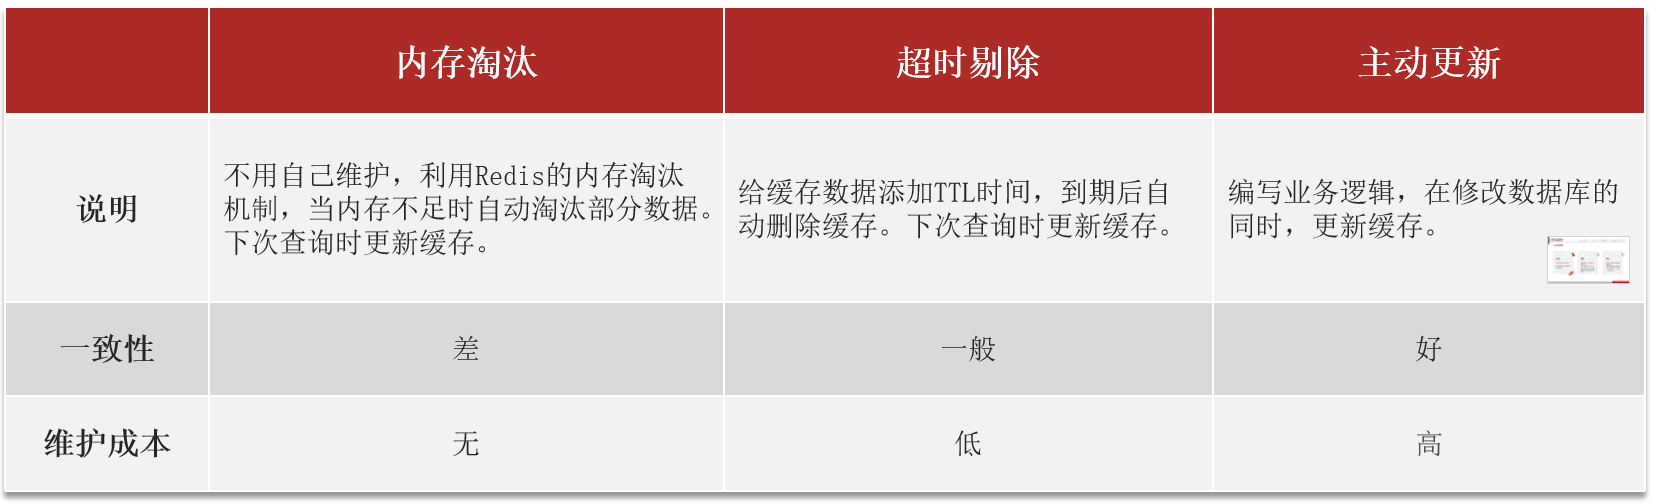 内存淘汰
超时剔除
主动更新
说明
不用自己维护，利用Redis的内存淘汰
机制，当内存不足时自动淘汰部分数据。
下次查询时更新缓存。
给缓存数据添加TTL时间，到期后自
动删除缓存。下次查询时更新缓存。
编写业务逻辑，在修改数据库的
同时，更新缓存。
一致性
差
一般
好
维护成本
无
低
高